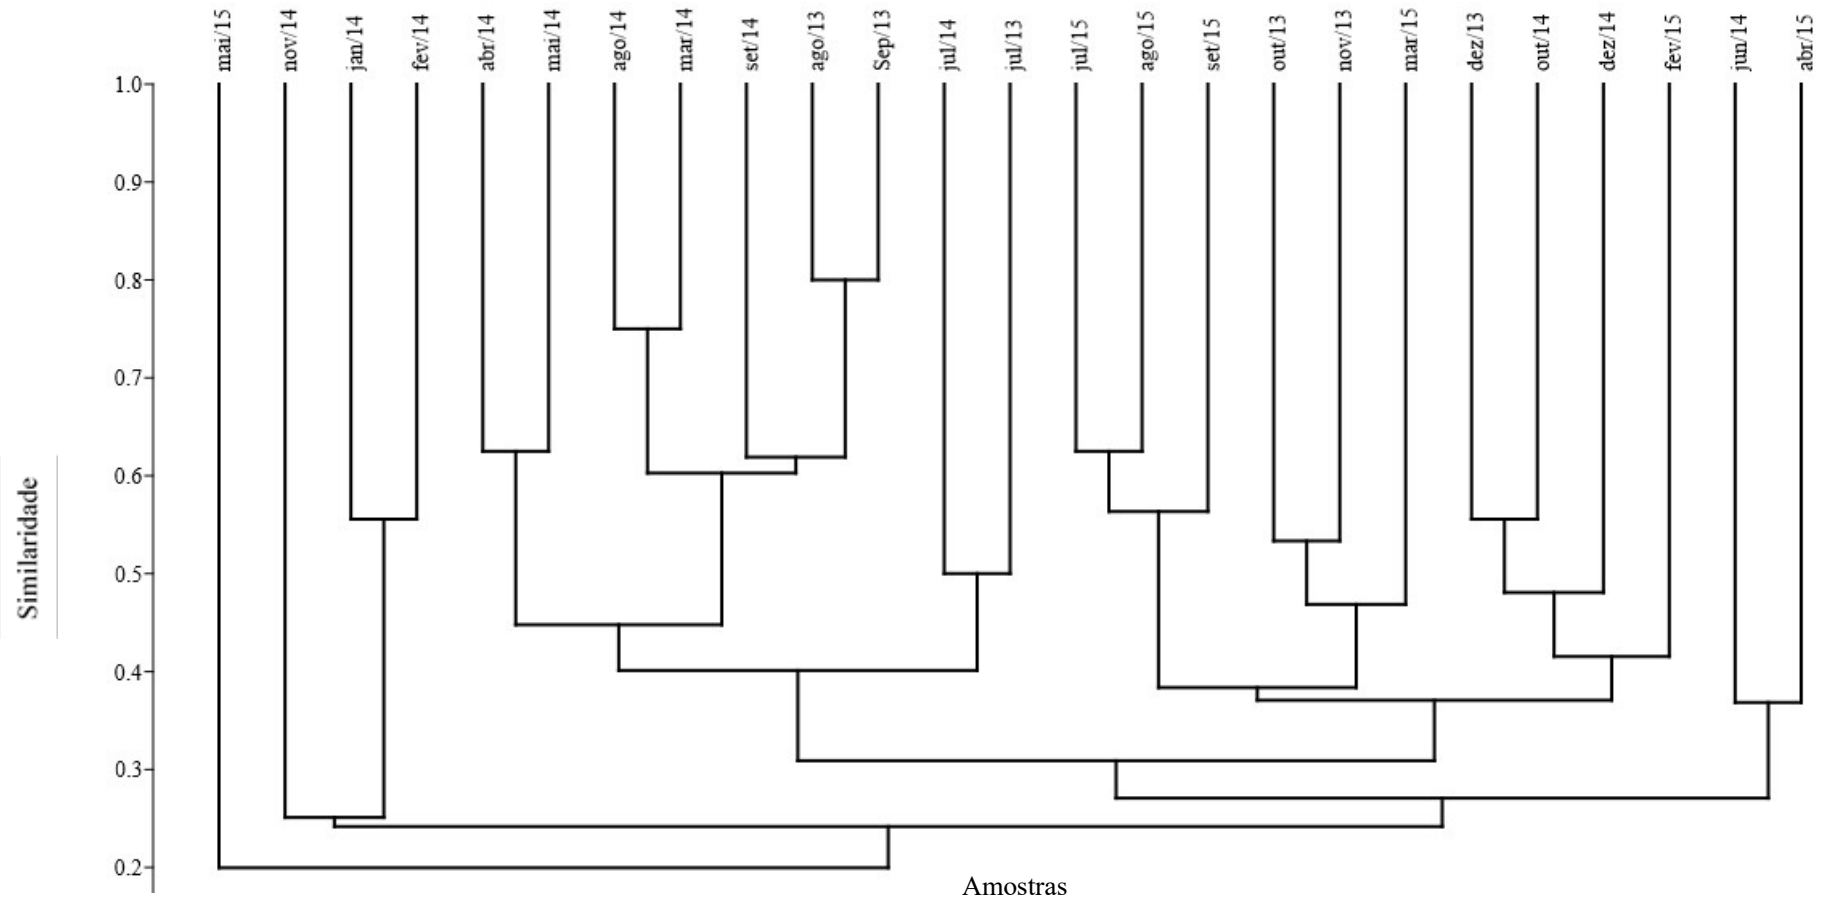 mai/15
nov/14
jan/14
fev/14
abr/14
mai/14
ago/14
mar/14
set/14
ago/13
Sep/13
jul/14
jul/13
jul/15
ago/15
set/15
out/13
nov/13
mar/15
dez/13
out/14
dez/14
fev/15
jun/14
abr/15
1.0
0.9
0.8
0.7
0.6
0.5
0.4
0.3
0.2
Similaridade
Amostras